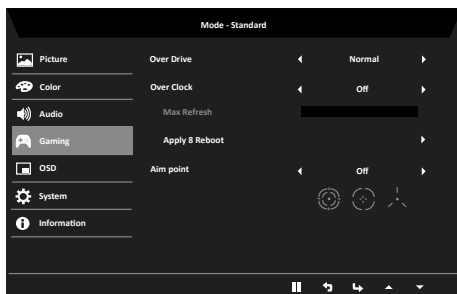 Mode - Standard
Picture
Over Drive
Normal
Color
Over Clock
Off
Audio
Max Refresh
Gaming
Apply 8 Reboot
OSD
Aim point
Off
System
Information